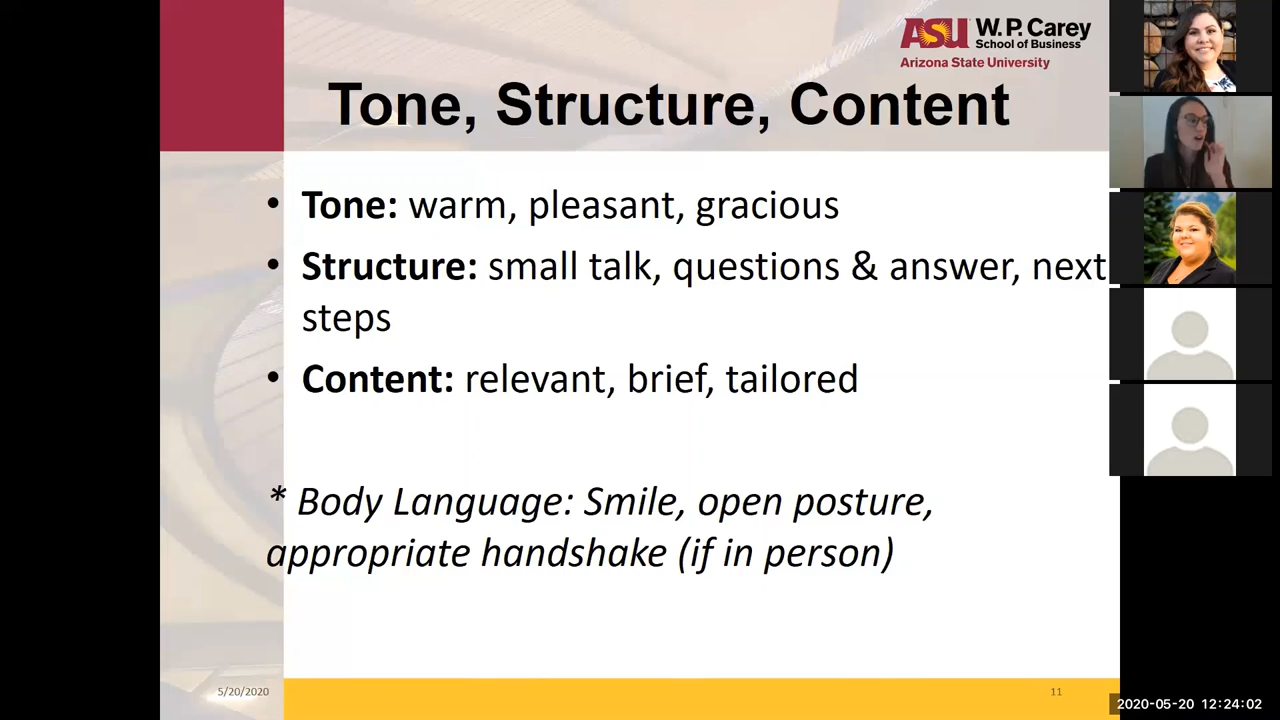 ASU W. P. Carey
School of Business
Arizona State University
Tone, Structure, Content
• Tone: warm, pleasant, gracious
• Structure: small talk, questions & answer, next
steps
• Content: relevant, brief, tailored
* Body Language: Smile, open posture,
appropriate handshake (if in person)
5/20/2020
11
2020-05-20 12:24:02